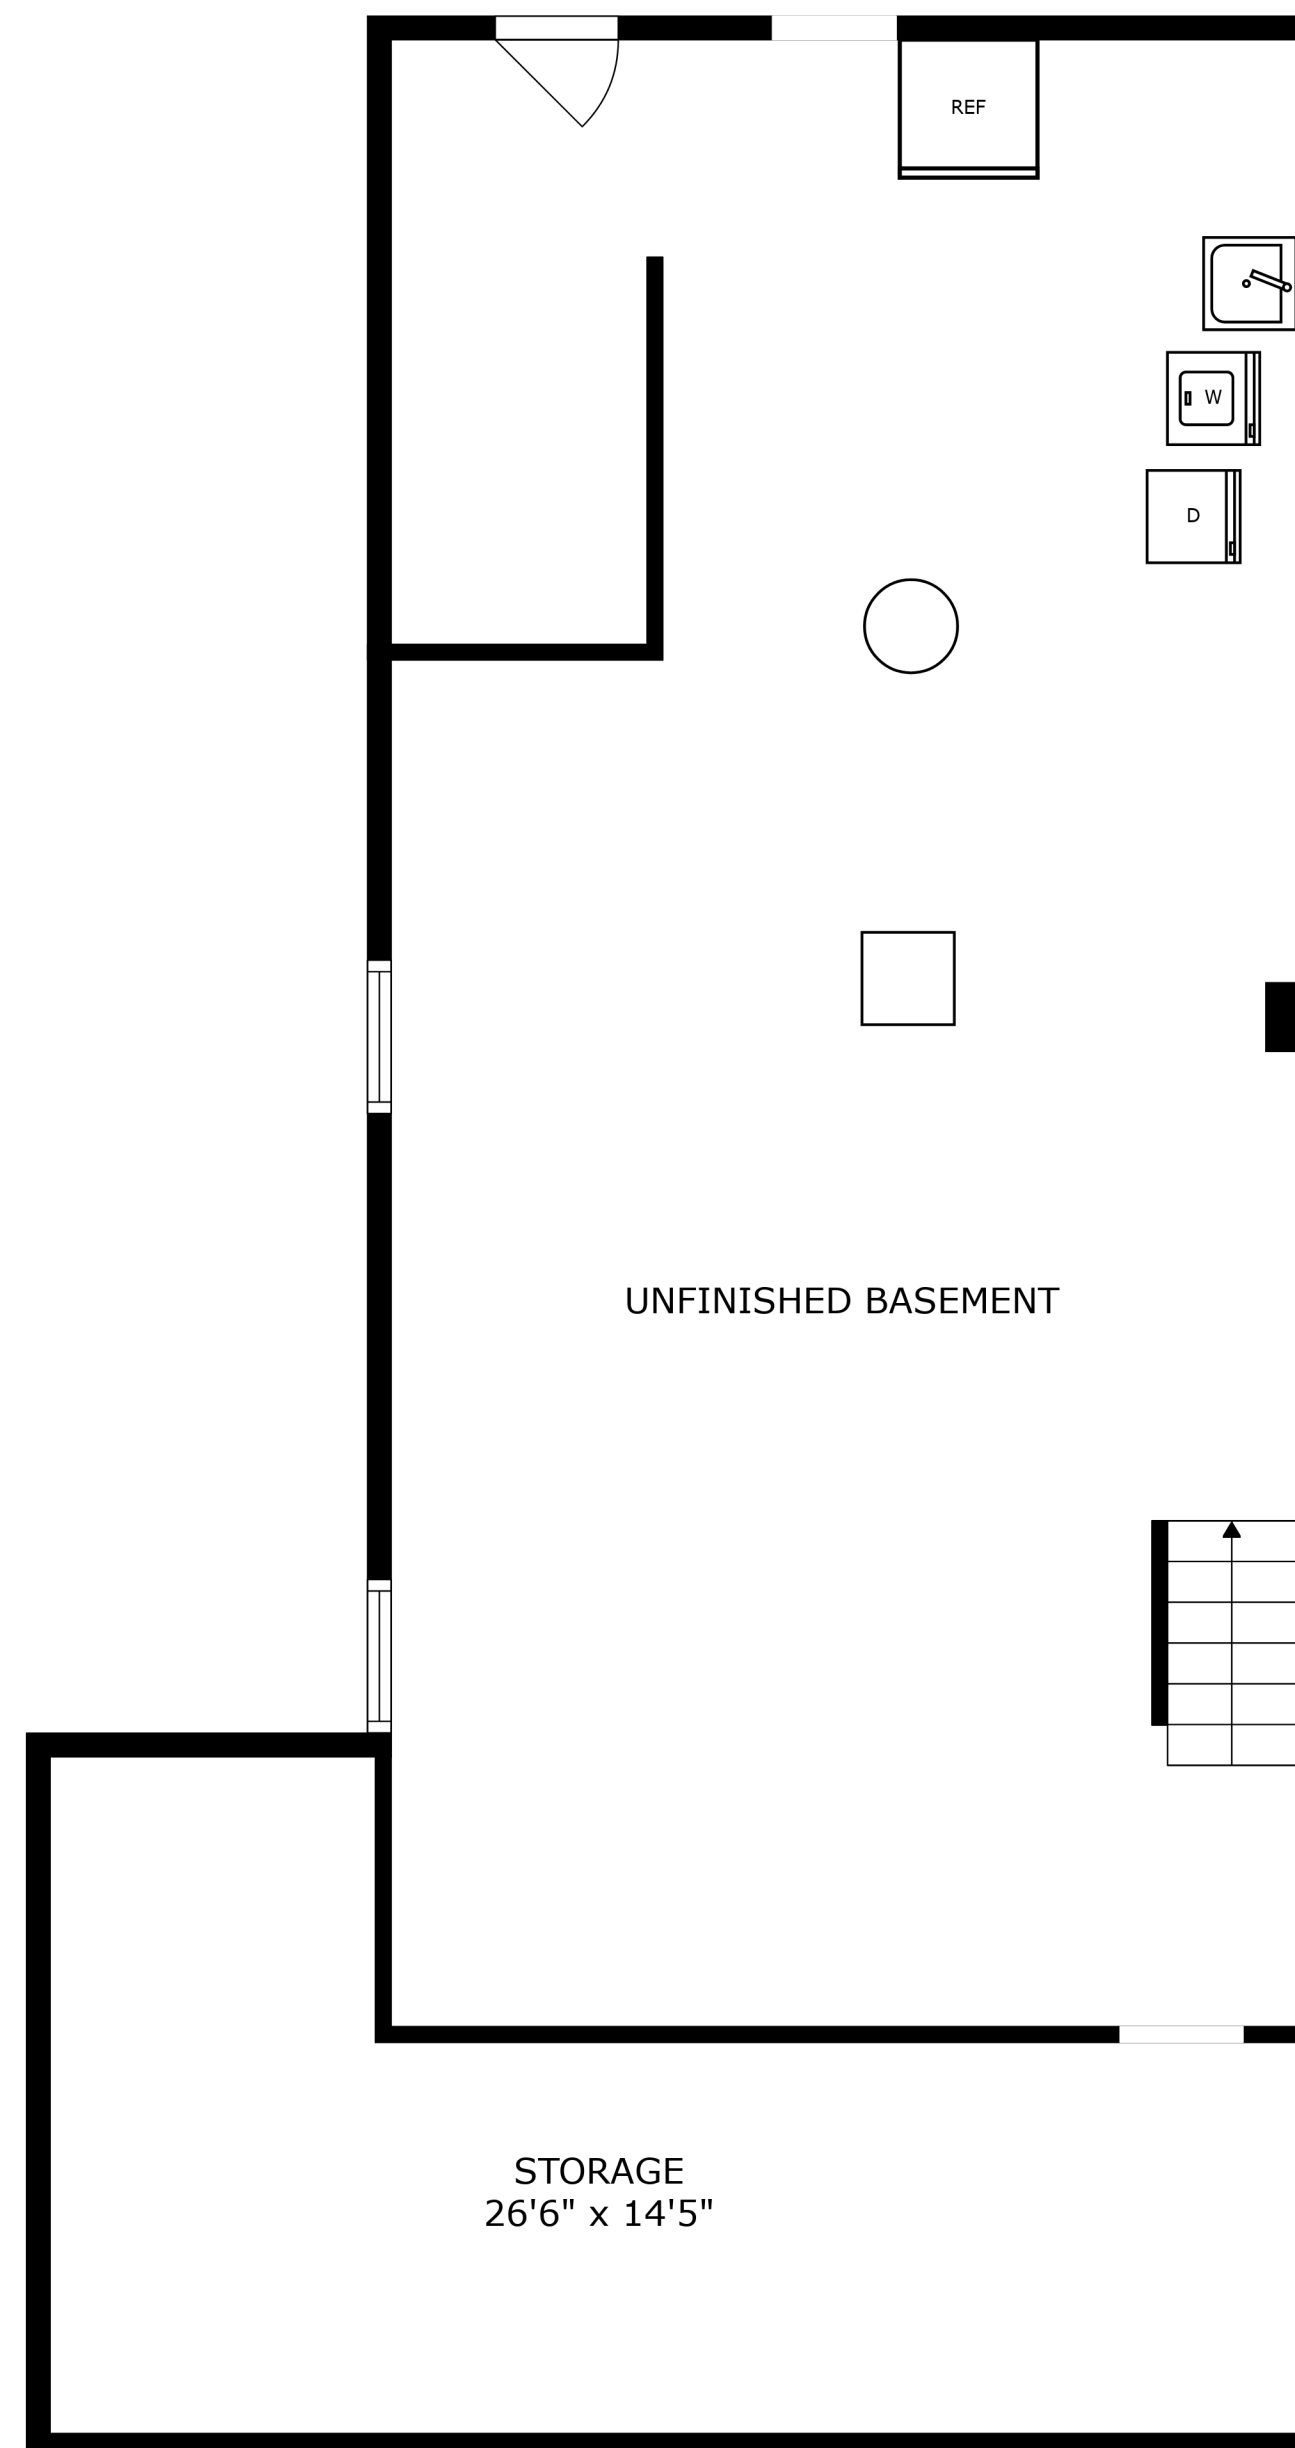 REF
W
D
UNFINISHED BASEMENT
STORAGE
26'6" x 14'5"